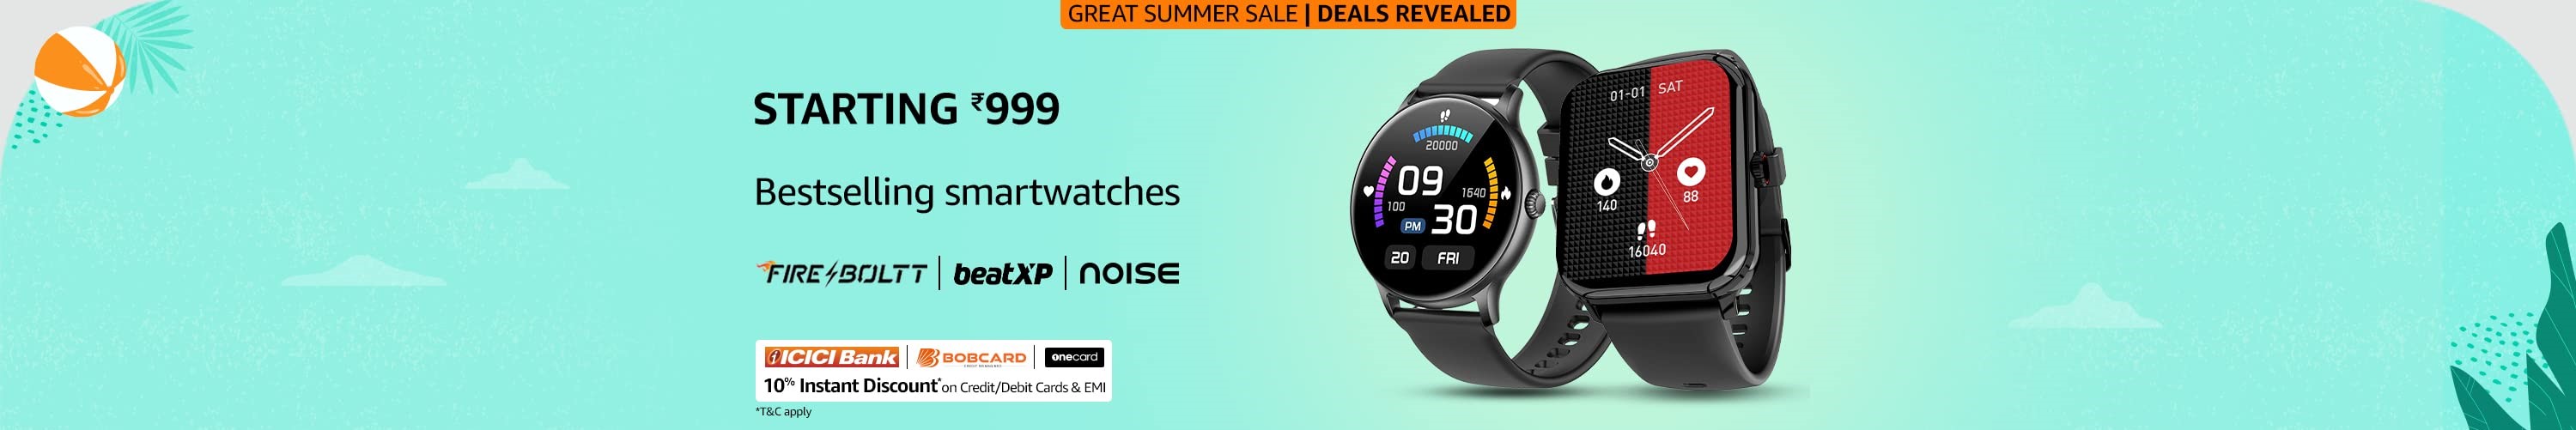 GREAT SUMMER SALE | DEALS REVEALED
STARTING ₹999
Bestselling smartwatches
FIRE BOLTT | beatXP | NOISE
ICICI Bank | BOBCARD | onecard
10% Instant Discount* on Credit/Debit Cards & EMI
*T&C apply
20000
09
1640
100
PM 30
20 FRI
01-01 SAT
140
88
16040